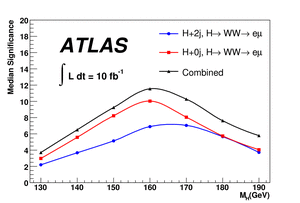 Median Significance
20
18
16
14
12
10
8
6
4
2
0
ATLAS
∫ L dt = 10 fb⁻¹
H+2j, H→ WW→ eμ
H+0j, H→ WW→ eμ
Combined
130 140 150 160 170 180 190
M_H(GeV)